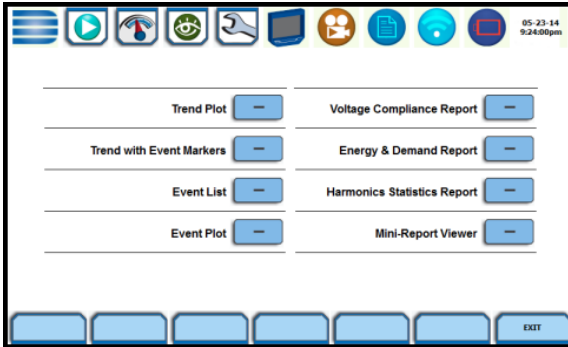 05-23-14
9:24:00pm
Trend Plot
Voltage Compliance Report
Trend with Event Markers
Energy & Demand Report
Event List
Harmonics Statistics Report
Event Plot
Mini-Report Viewer
EXIT